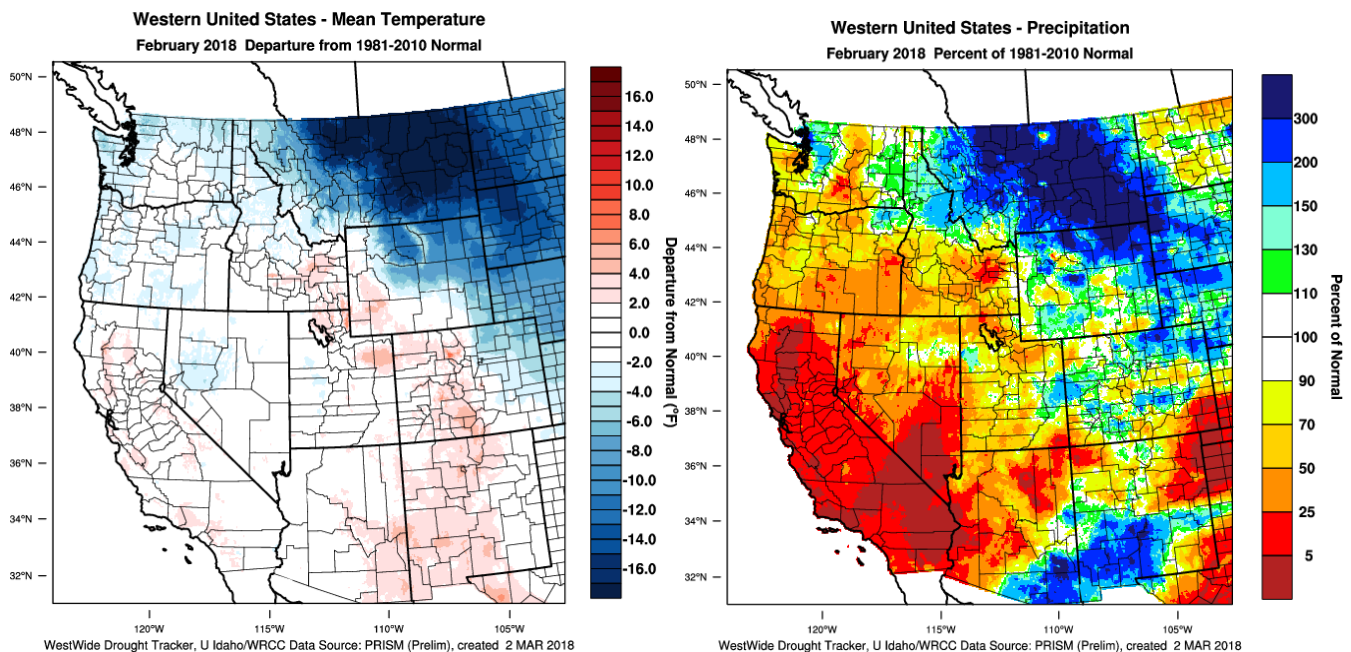 Western United States - Mean Temperature
February 2018 Departure from 1981-2010 Normal
50°N
48°N
46°N
44°N
42°N
40°N
38°N
36°N
34°N
32°N
120°W
115°W
110°W
105°W
16.0
14.0
12.0
10.0
8.0
6.0
4.0
2.0
0.0
-2.0
-4.0
-6.0
-8.0
-10.0
-12.0
-14.0
-16.0
Departure from Normal (°F)
WestWide Drought Tracker, U Idaho/WRCC Data Source: PRISM (Prelim), created 2 MAR 2018
Western United States - Precipitation
February 2018 Percent of 1981-2010 Normal
50°N
48°N
46°N
44°N
42°N
40°N
38°N
36°N
34°N
32°N
120°W
115°W
110°W
105°W
300
200
150
130
110
100
90
70
50
25
5
Percent of Normal
WestWide Drought Tracker, U Idaho/WRCC Data Source: PRISM (Prelim), created 2 MAR 2018